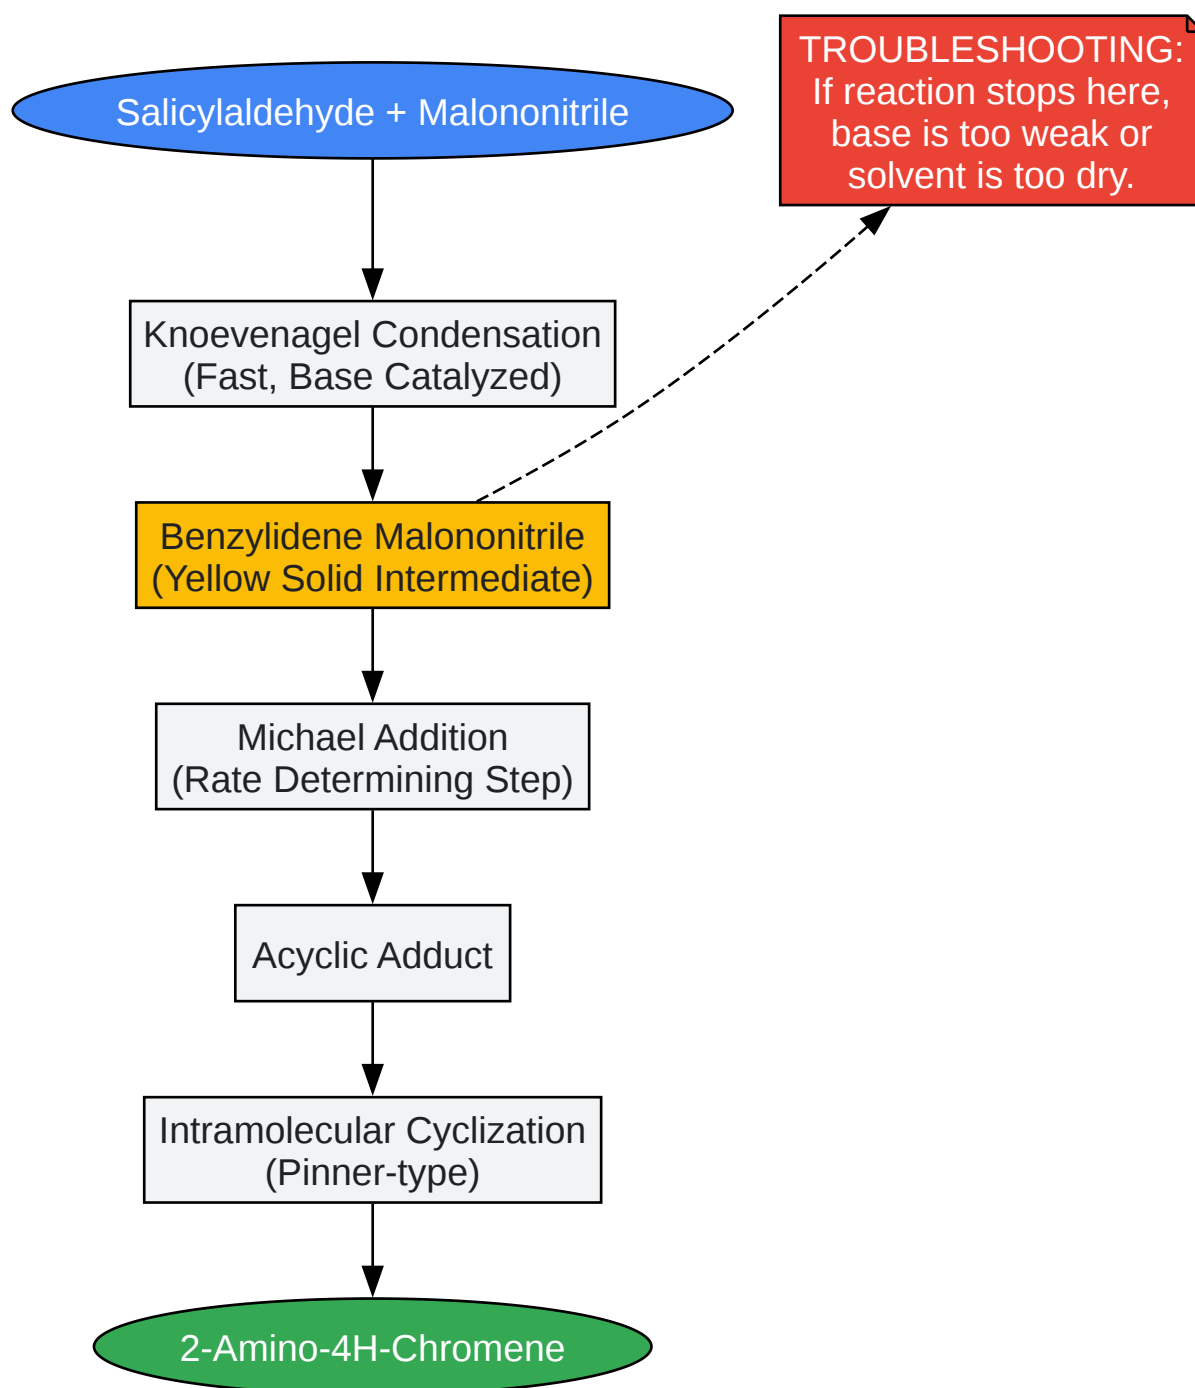 Salicylaldehyde + Malononitrile
TROUBLESHOOTING:
If reaction stops here,
base is too weak or
solvent is too dry.
Knoevenagel Condensation
(Fast, Base Catalyzed)
Benzylidene Malononitrile
(Yellow Solid Intermediate)
Michael Addition
(Rate Determining Step)
Acyclic Adduct
Intramolecular Cyclization
(Pinner-type)
2-Amino-4H-Chromene